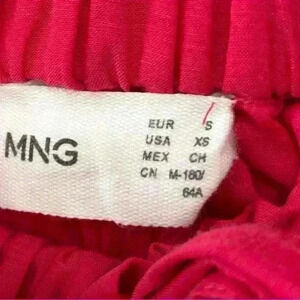 MNG
EUR S
USA XS
MEX CH
CN M-160/
64A